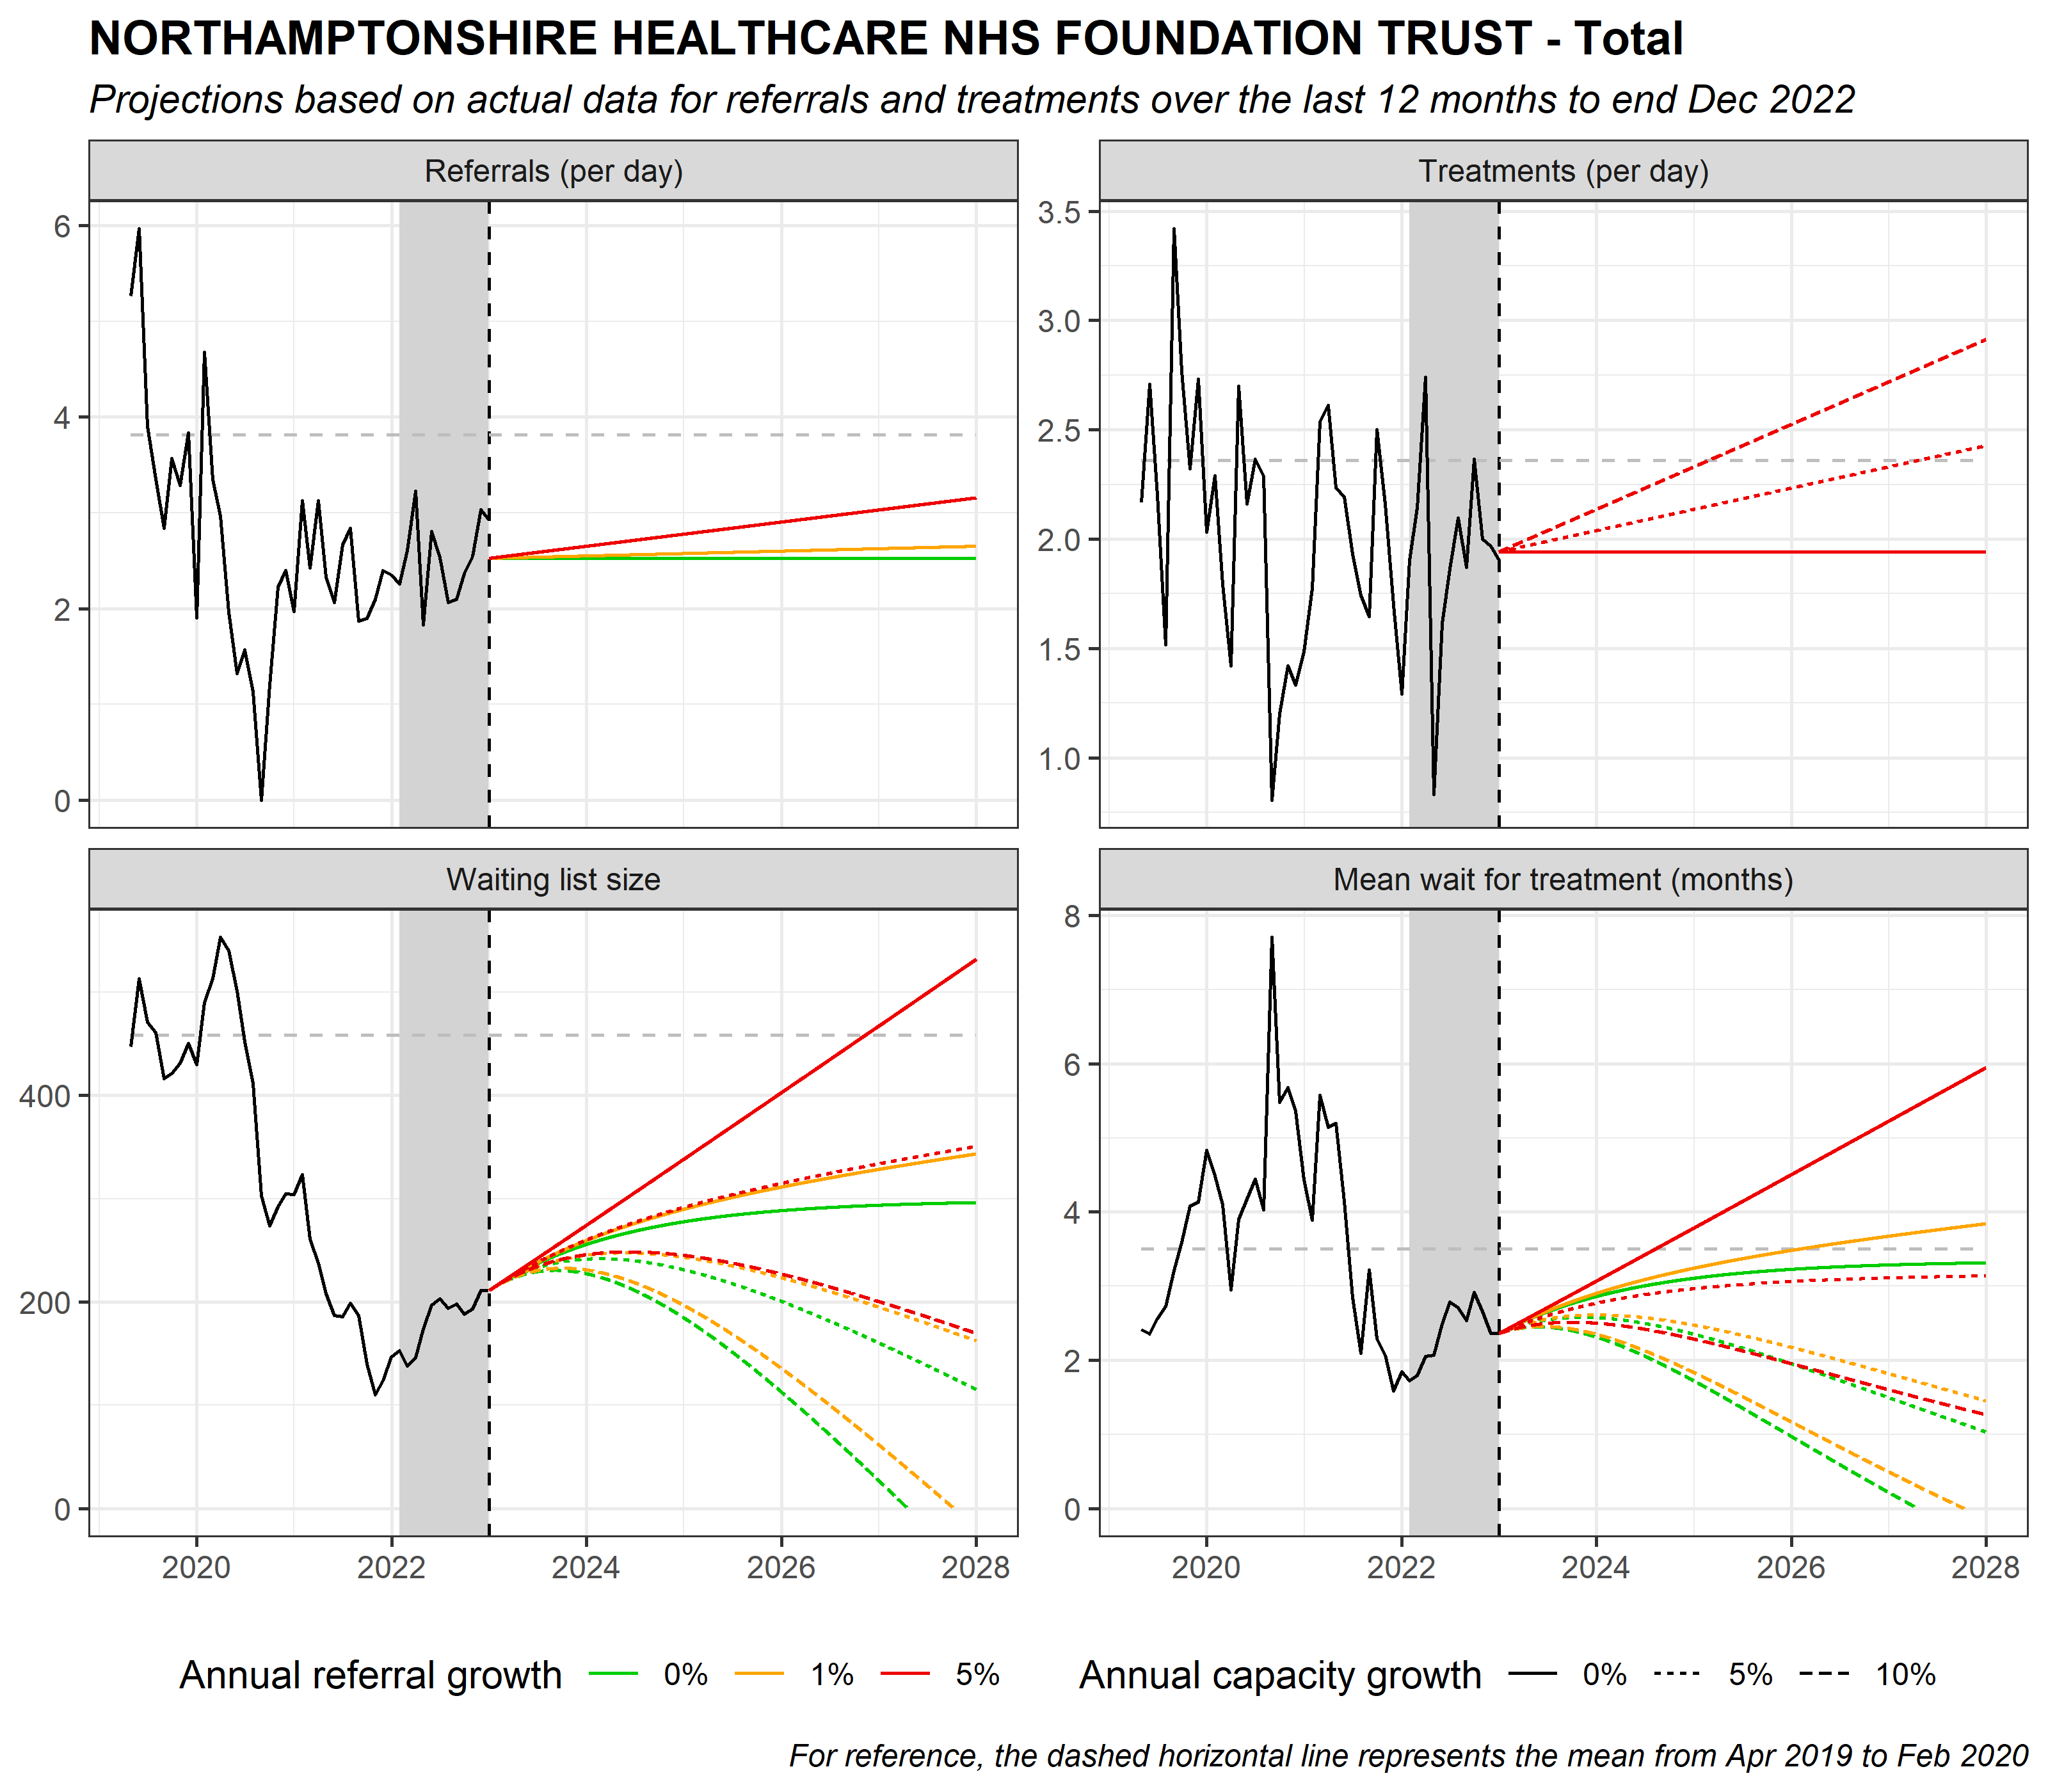 NORTHAMPTONSHIRE HEALTHCARE NHS FOUNDATION TRUST - Total
Projections based on actual data for referrals and treatments over the last 12 months to end Dec 2022
Referrals (per day)
6
4
2
0
Treatments (per day)
3.5
3.0
2.5
2.0
1.5
1.0
Waiting list size
400
200
0
2020 2022 2024 2026 2028
Mean wait for treatment (months)
8
6
4
2
0
2020 2022 2024 2026 2028
Annual referral growth 0% 1% 5%
Annual capacity growth 0% 5% 10%
For reference, the dashed horizontal line represents the mean from Apr 2019 to Feb 2020